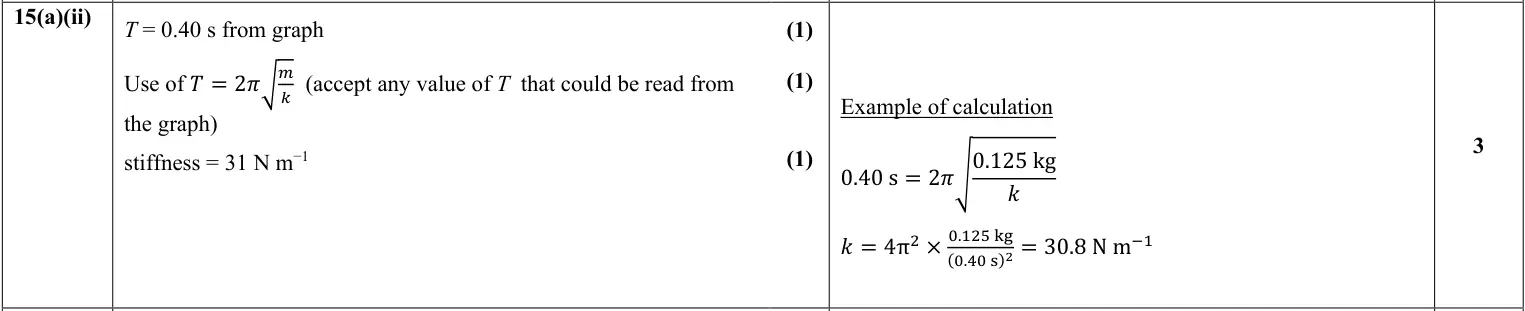 15(a)(ii)
T = 0.40 s from graph (1)
Use of T = 2π√(m/k) (accept any value of T that could be read from (1)
the graph)
stiffness = 31 N m⁻¹ (1)
Example of calculation
0.40 s = 2π√(0.125 kg/k)
k = 4π² × 0.125 kg/(0.40 s)² = 30.8 N m⁻¹
3